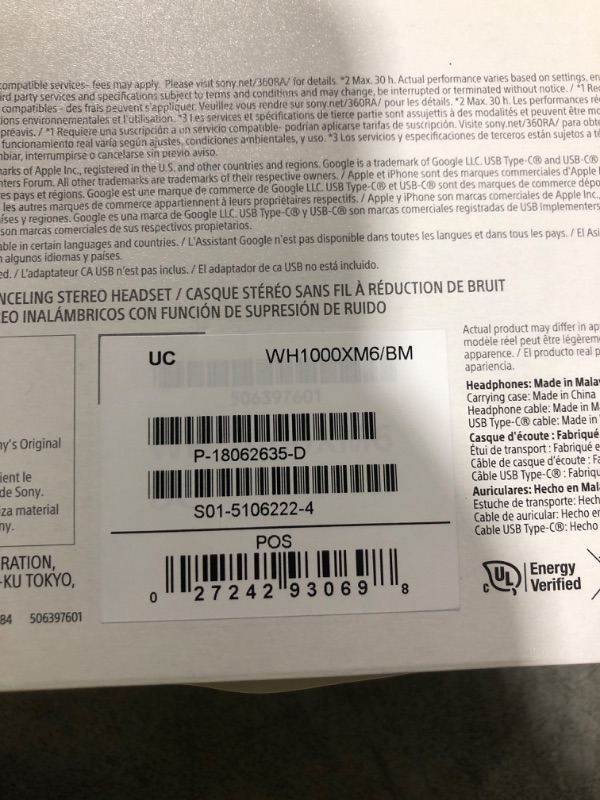 compatible services- fees may apply. Please visit sony.net/360RA/ for details. *2 Max. 30 h. Actual performance varies based on settings, en
ird party services and specifications subject to terms and conditions and may change, be interrupted or terminated without notice. / *1 Re
compatibles - des frais peuvent s'appliquer. Veuillez vous rendre sur sony.net/360RA/ pour les détails. *2 Max. 30 h. Les performances ré
ions environnementales et l'utilisation. *3 Les services et spécifications de tierce partie sont assujettis à des modalités et peuvent être mo
préavis. / *1 Requiere una suscripción a un servicio compatible- podrían aplicarse tarifas de suscripción. Visite sony.net/360RA/ para obte
funcionamiento real varía según ajustes, condiciones ambientales, y uso. *3 Los servicios y especificaciones de terceros están sujetos a té
biar, interrumpirse o cancelarse sin previo aviso.
marks of Apple Inc., registered in the U.S. and other countries and regions. Google is a trademark of Google LLC. USB Type-C® and USB-C®
nters Forum. All other trademarks are trademarks of their respective owners. / Apple et iPhone sont des marques commerciales d'Apple
res pays et régions. Google est une marque de commerce de Google LLC. USB Type-C® et USB-C® sont des marques de commerce dépo
les autres marques de commerce appartiennent à leurs propriétaires respectifs. / Apple y iPhone son marcas comerciales de Apple Inc.,
íses y regiones. Google es una marca de Google LLC. USB Type-C® y USB-C® son marcas comerciales registradas de USB Implementers
son marcas comerciales de sus respectivos propietarios.
able in certain languages and countries. / L'Assistant Google n'est pas disponible dans toutes les langues et dans tous les pays. / El Asi
n algunos idiomas y países.
ed. / L'adaptateur CA USB n'est pas inclus. / El adaptador de ca USB no está incluido.
NCELING STEREO HEADSET / CASQUE STÉRÉO SANS FIL À RÉDUCTION DE BRUIT
EO INALÁMBRICOS CON FUNCIÓN DE SUPRESIÓN DE RUIDO
UC WH1000XM6/BM
506397601
P-18062635-D
S01-5106222-4
POS
0 27242 93069 8
Actual product may differ in ap
modèle réel peut être légèrem
apparence. / El producto real p
apariencia.
Headphones: Made in Malay
Carrying case: Made in China
Headphone cable: Made in M
USB Type-C® cable: Made in
Casque d'écoute : Fabriqué
Étui de transport : Fabriqué e
Câble de casque d'écoute : Fa
Câble USB Type-C® : Fabriqu
Auriculares: Hecho en Mala
Estuche de transporte: Hech
Cable de auricular: Hecho en
Cable USB Type-C®: Hecho
ny's Original
ient le
de Sony.
iza material
ny.
RATION,
-KU TOKYO,
84 506397601
C UL Energy
Verified